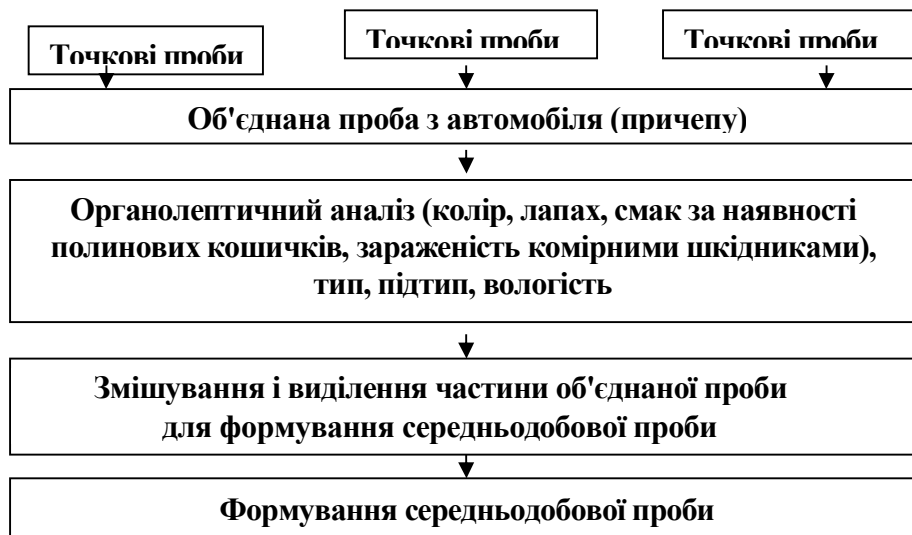 Точкові проби
Точкові проби
Точкові проби
Об'єднана проба з автомобіля (причепу)
Органолептичний аналіз (колір, лапах, смак за наявності
полинових кошичків, зараженість комірними шкідниками),
тип, підтип, вологість
Змішування і виділення частини об'єднаної проби
для формування середньодобової проби
Формування середньодобової проби